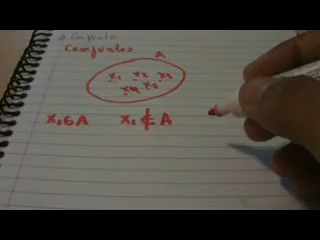 Conjuntos
A
x₁ x₂ x₃
x₄ x₅
x₁ ∈ A x₁ ∉ A